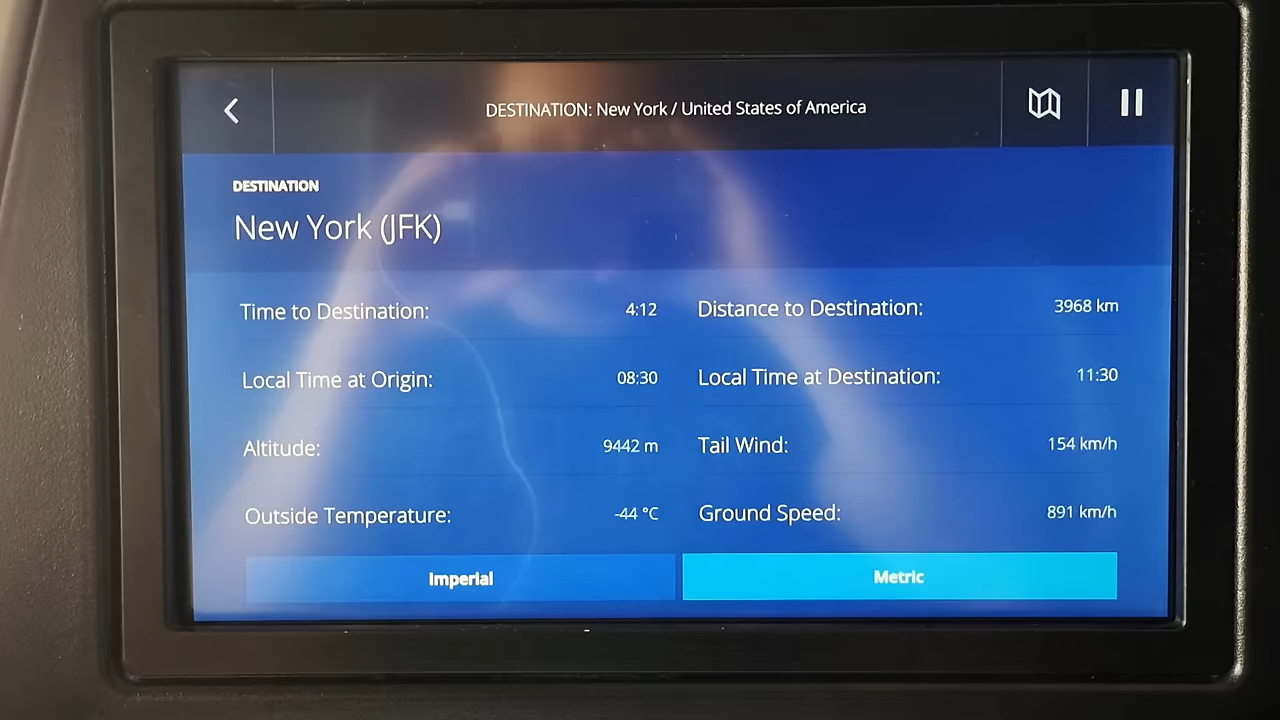 DESTINATION: New York / United States of America
DESTINATION
New York (JFK)
Time to Destination: 4:12 Distance to Destination: 3968 km
Local Time at Origin: 08:30 Local Time at Destination: 11:30
Altitude: 9442 m Tail Wind: 154 km/h
Outside Temperature: -44 °C Ground Speed: 891 km/h
Imperial Metric